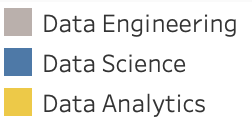 Data Engineering
Data Science
Data Analytics